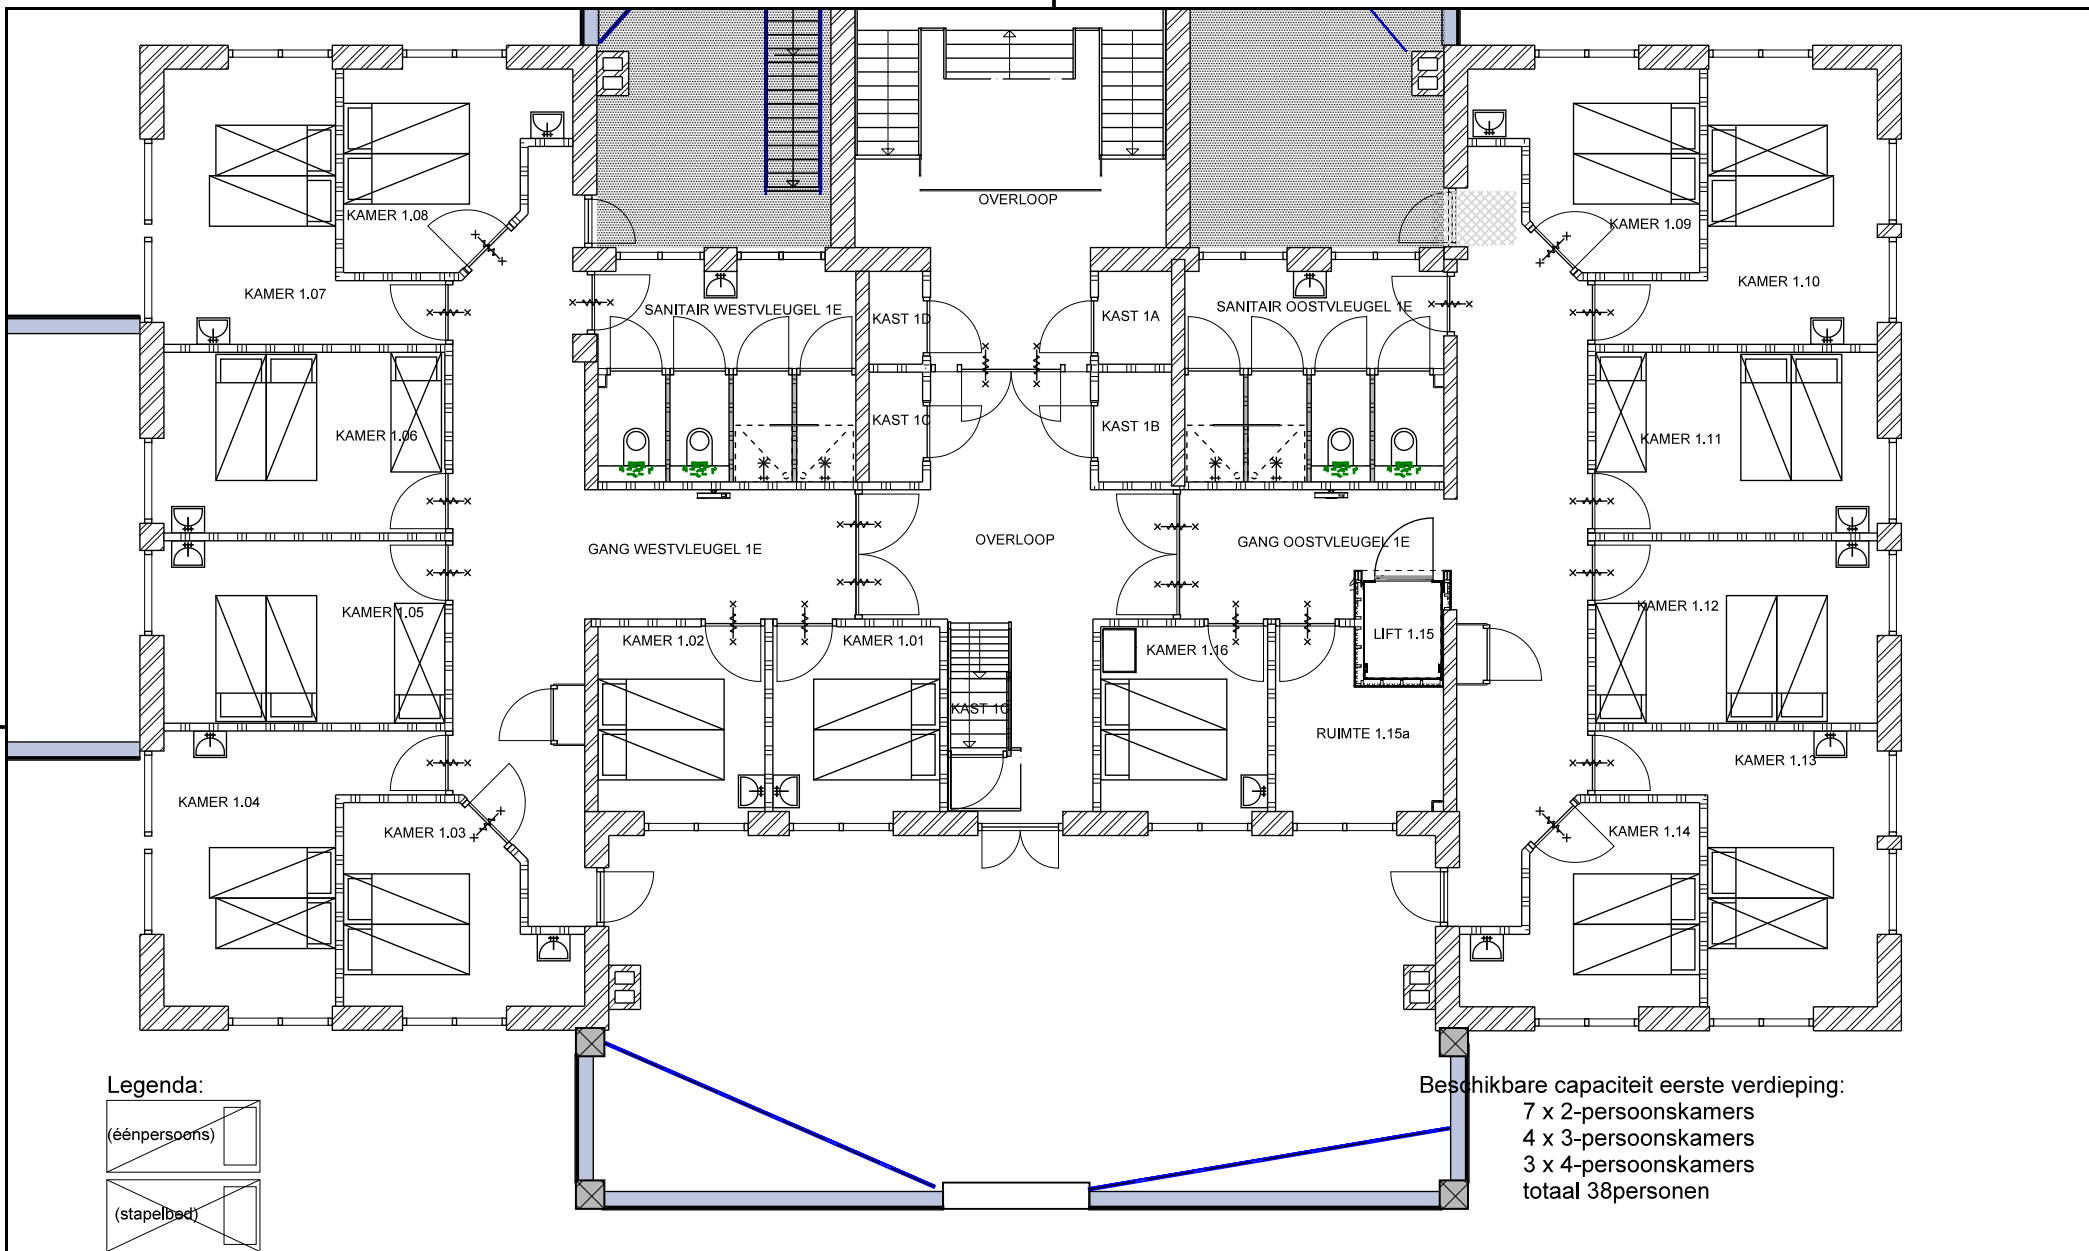 OVERLOOP
KAMER 1.08
KAMER 1.09
KAMER 1.07
KAMER 1.10
SANITAIR WESTVLEUGEL 1E
KAST 1D
KAST 1A
SANITAIR OOSTVLEUGEL 1E
KAST 1C
KAST 1B
KAMER 1.06
KAMER 1.11
GANG WESTVLEUGEL 1E
OVERLOOP
GANG OOSTVLEUGEL 1E
KAMER 1.05
KAMER 1.12
KAMER 1.02
KAMER 1.01
KAMER 1.16
LIFT 1.15
KAST 1G
RUIMTE 1.15a
KAMER 1.13
KAMER 1.04
KAMER 1.03
KAMER 1.14
Legenda:
(éénpersoons)
(stapelbed)
Beschikbare capaciteit eerste verdieping:
7 x 2-persoonskamers
4 x 3-persoonskamers
3 x 4-persoonskamers
totaal 38personen